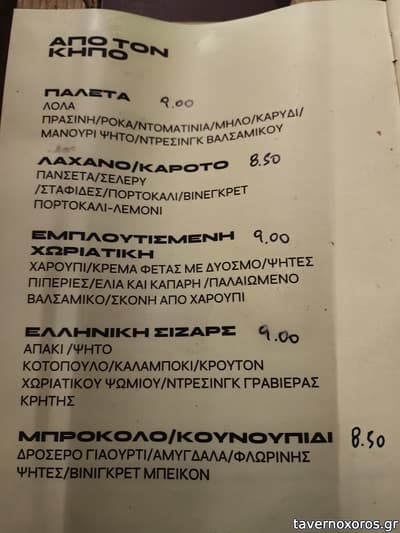 ΑΠΟ ΤΟΝ
ΚΗΠΟ
ΠΑΛΕΤΑ 9.00
ΛΟΛΑ
ΠΡΑΣΙΝΗ/ΡΟΚΑ/ΝΤΟΜΑΤΙΝΙΑ/ΜΗΛΟ/ΚΑΡΥΔΙ/
ΜΑΝΟΥΡΙ ΨΗΤΟ/ΝΤΡΕΣΙΝΓΚ ΒΑΛΣΑΜΙΚΟΥ
ΛΑΧΑΝΟ/ΚΑΡΟΤΟ 8.50
ΠΑΝΣΕΤΑ/ΣΕΛΕΡΥ
/ΣΤΑΦΙΔΕΣ/ΠΟΡΤΟΚΑΛΙ/ΒΙΝΕΓΚΡΕΤ
ΠΟΡΤΟΚΑΛΙ-ΛΕΜΟΝΙ
ΕΜΠΛΟΥΤΙΣΜΕΝΗ 9.00
ΧΩΡΙΑΤΙΚΗ
ΧΑΡΟΥΠΙ/ΚΡΕΜΑ ΦΕΤΑΣ ΜΕ ΔΥΟΣΜΟ/ΨΗΤΕΣ
ΠΙΠΕΡΙΕΣ/ΕΛΙΑ ΚΑΙ ΚΑΠΑΡΗ /ΠΑΛΑΙΩΜΕΝΟ
ΒΑΛΣΑΜΙΚΟ/ΣΚΟΝΗ ΑΠΟ ΧΑΡΟΥΠΙ
ΕΛΛΗΝΙΚΗ ΣΙΖΑΡΣ 9.00
ΑΠΑΚΙ /ΨΗΤΟ
ΚΟΤΟΠΟΥΛΟ/ΚΑΛΑΜΠΟΚΙ/ΚΡΟΥΤΟΝ
ΧΩΡΙΑΤΙΚΟΥ ΨΩΜΙΟΥ/ΝΤΡΕΣΙΝΓΚ ΓΡΑΒΙΕΡΑΣ
ΚΡΗΤΗΣ
ΜΠΡΟΚΟΛΟ/ΚΟΥΝΟΥΠΙΔΙ 8.50
ΔΡΟΣΕΡΟ ΓΙΑΟΥΡΤΙ/ΑΜΥΓΔΑΛΑ/ΦΛΩΡΙΝΗΣ
ΨΗΤΕΣ/ΒΙΝΙΓΚΡΕΤ ΜΠΕΙΚΟΝ
tavernoxoros.gr